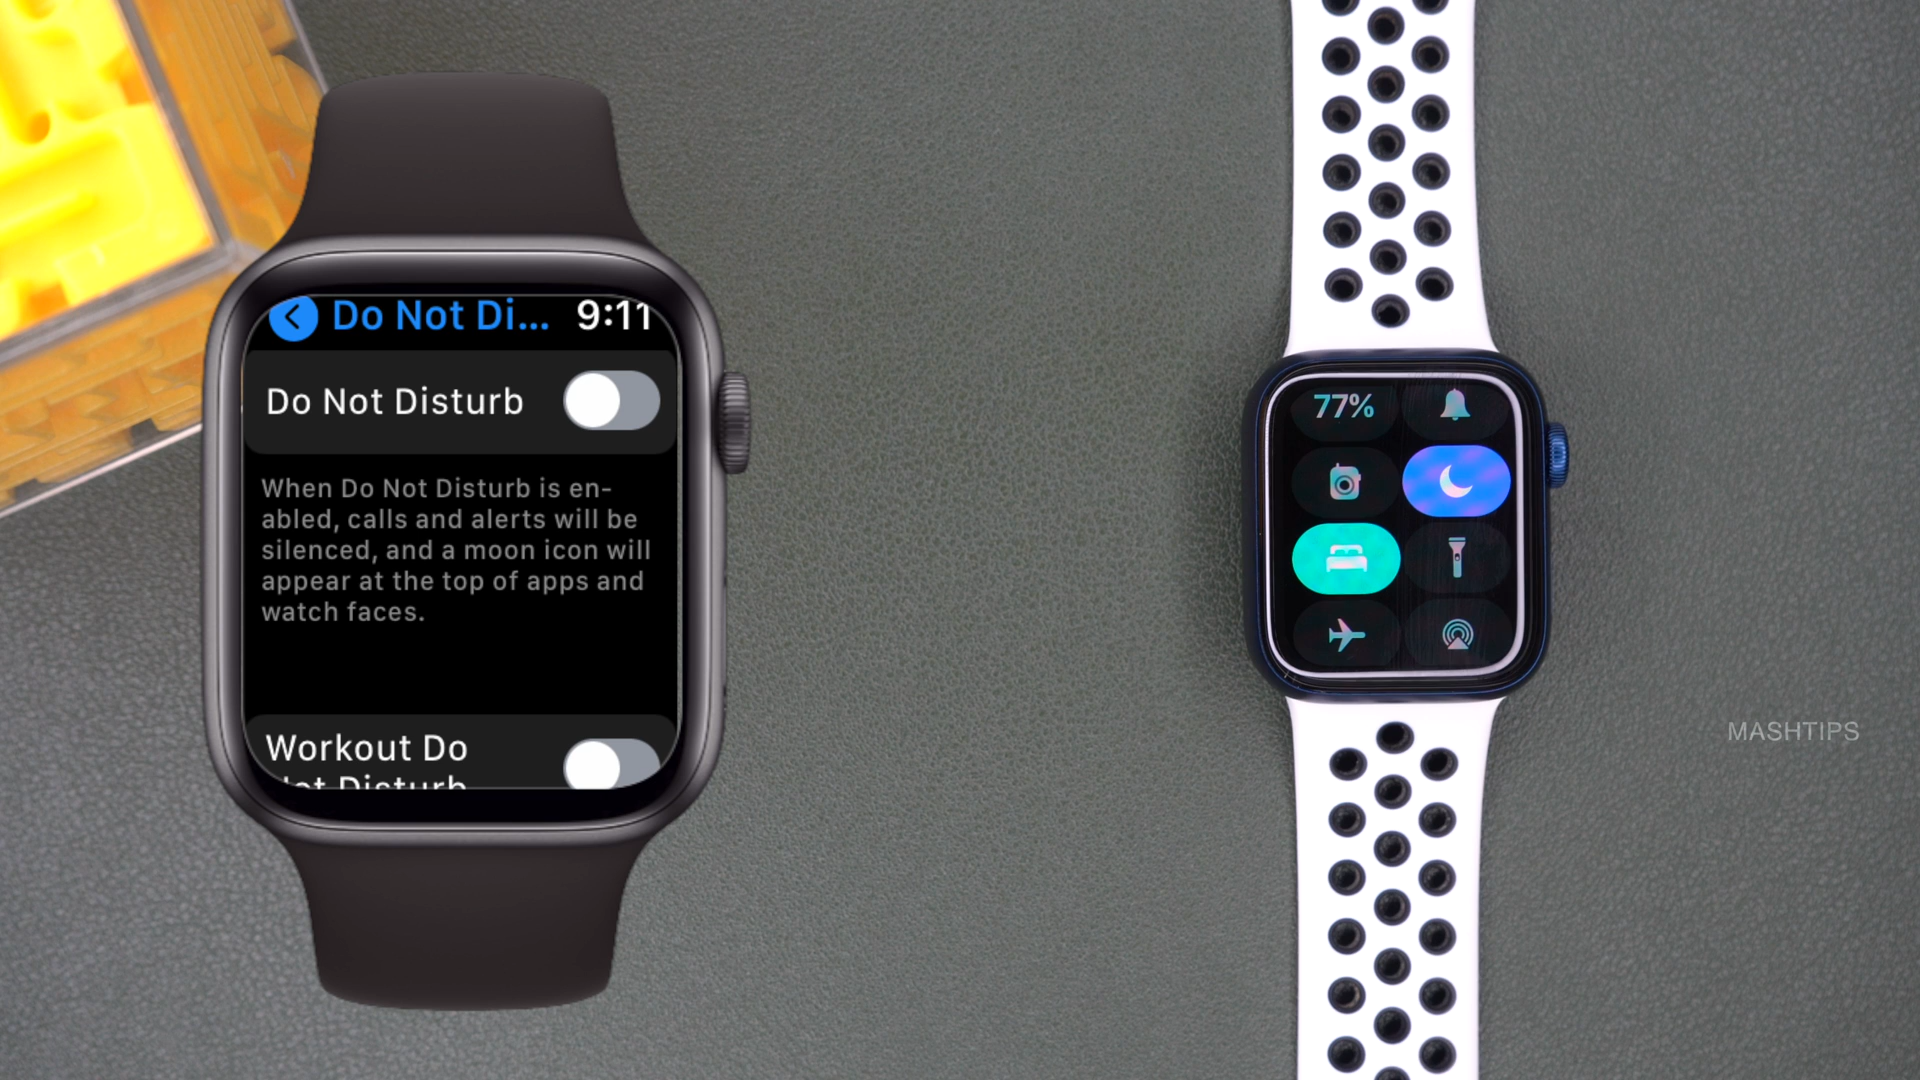 Do Not Di...
9:11
Do Not Disturb
When Do Not Disturb is en-
abled, calls and alerts will be
silenced, and a moon icon will
appear at the top of apps and
watch faces.
Workout Do
Not Disturb
77%
MASHTIPS